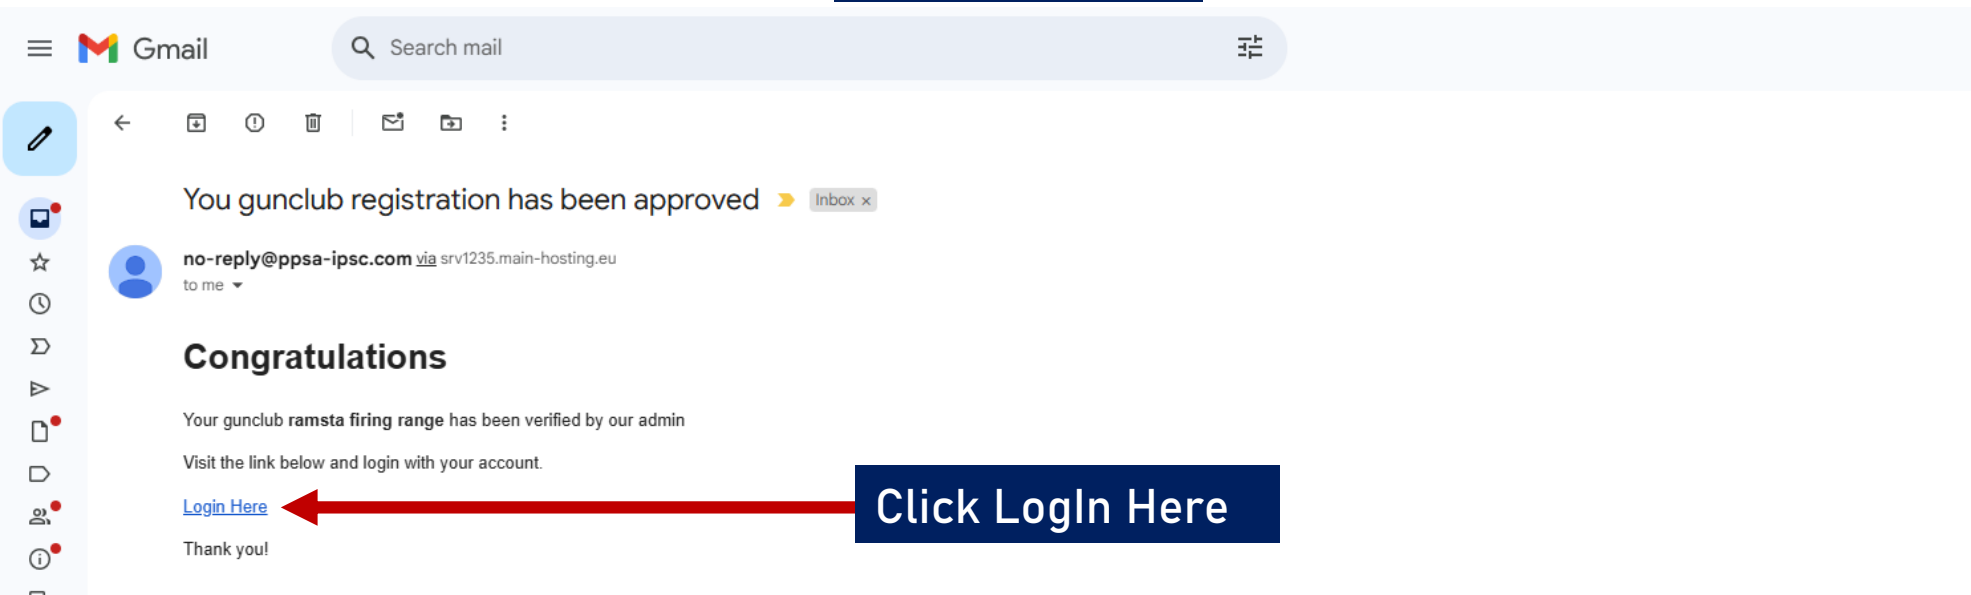 Gmail
Search mail
You gunclub registration has been approved
Inbox x
no-reply@ppsa-ipsc.com via srv1235.main-hosting.eu
to me
Congratulations
Your gunclub ramsta firing range has been verified by our admin
Visit the link below and login with your account.
Login Here
Click LogIn Here
Thank you!